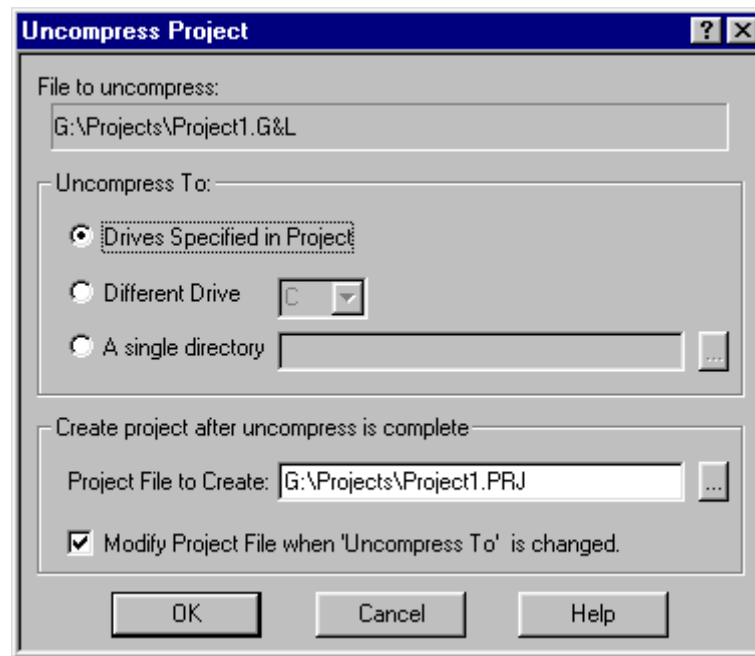 Uncompress Project
File to uncompress:
G:\Projects\Project1.G&L
Uncompress To:
Drives Specified in Project
Different Drive C
A single directory ...
Create project after uncompress is complete
Project File to Create: G:\Projects\Project1.PRJ ...
Modify Project File when 'Uncompress To' is changed.
OK Cancel Help